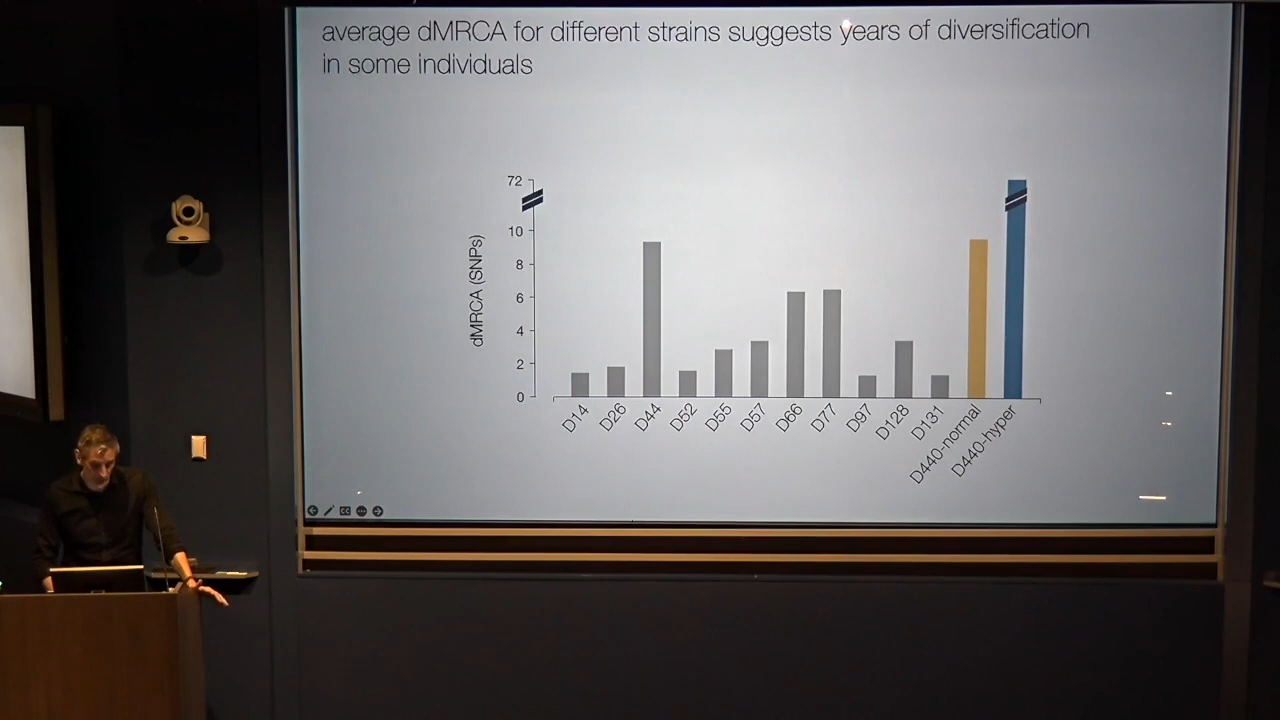 average dMRCA for different strains suggests years of diversification
in some individuals
72
10
8
6
4
2
0
dMRCA (SNPs)
D14
D26
D44
D52
D55
D57
D66
D77
D97
D128
D131
D440-normal
D440-hyper
CC